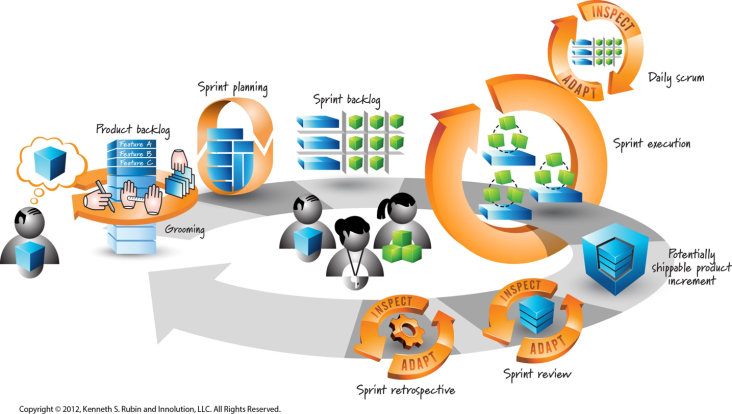 INSPECT
ADAPT
Daily scrum
Sprint planning
Sprint backlog
Product backlog
Feature A
Feature B
Feature C
Sprint execution
Grooming
Potentially
shippable product
increment
INSPECT
ADAPT
Sprint review
INSPECT
ADAPT
Sprint retrospective
Copyright © 2012, Kenneth S. Rubin and Innolution, LLC. All Rights Reserved.